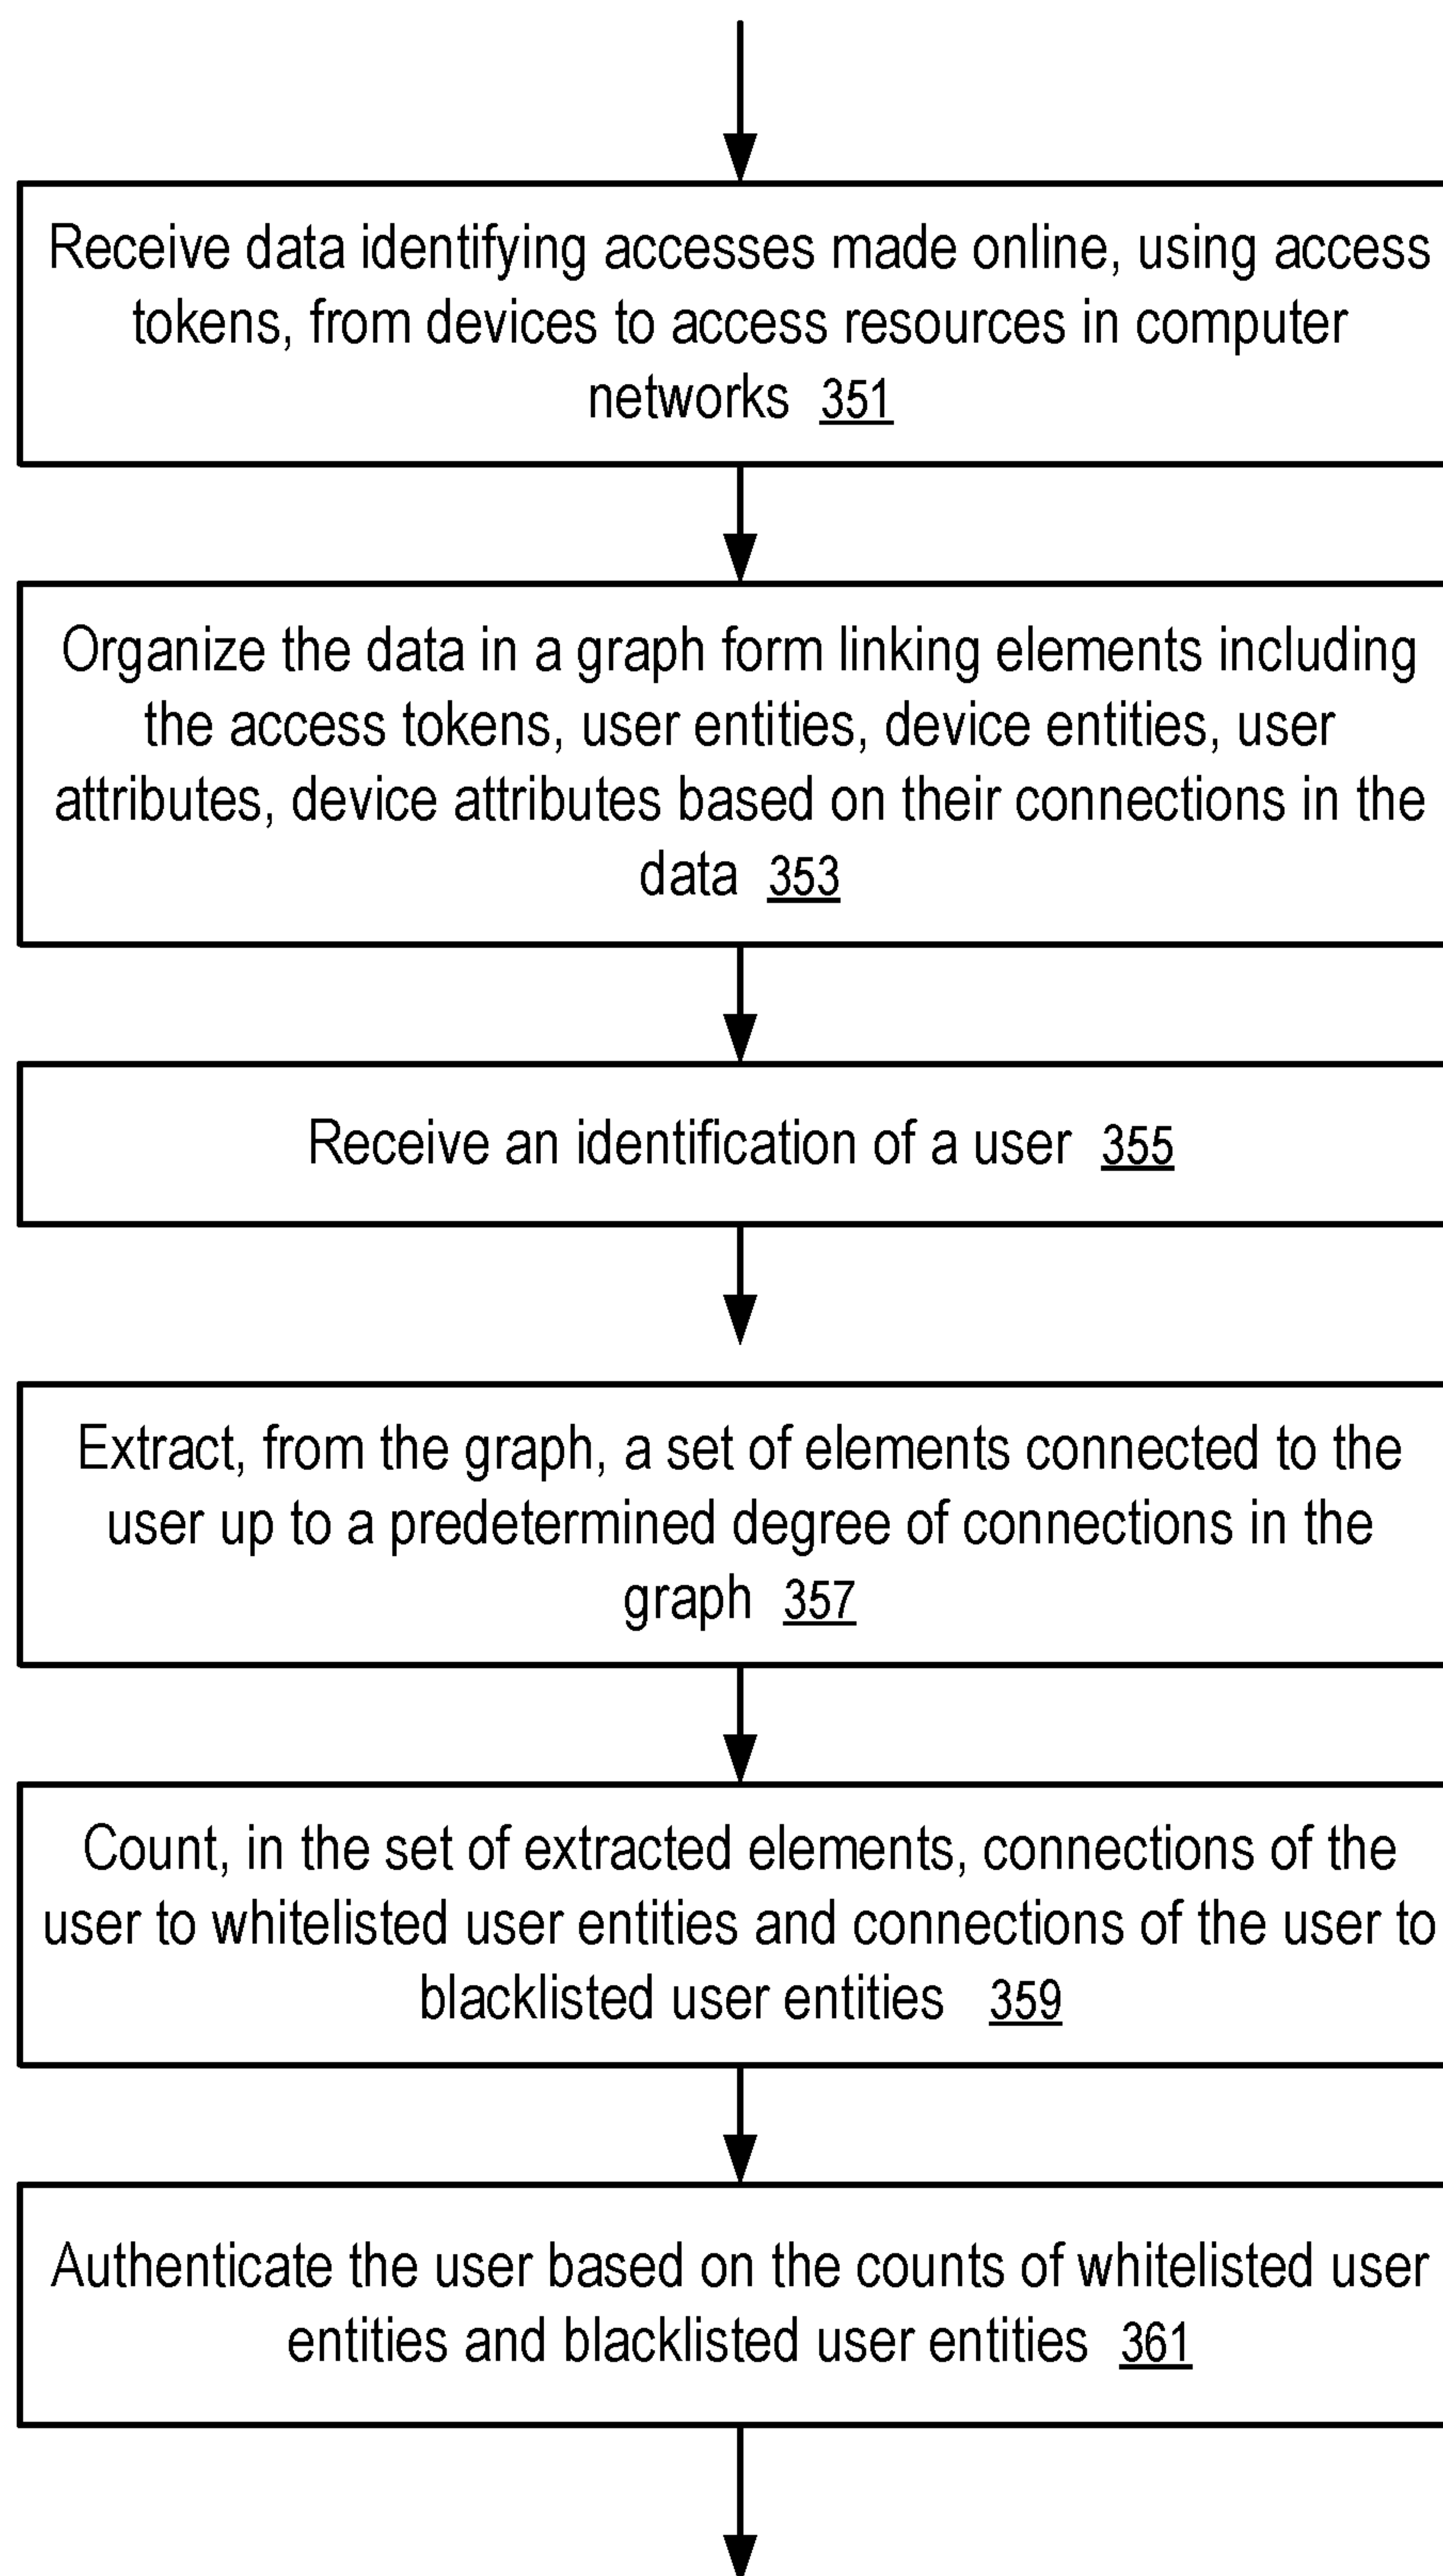 Receive data identifying accesses made online, using access
tokens, from devices to access resources in computer
networks 351
Organize the data in a graph form linking elements including
the access tokens, user entities, device entities, user
attributes, device attributes based on their connections in the
data 353
Receive an identification of a user 355
Extract, from the graph, a set of elements connected to the
user up to a predetermined degree of connections in the
graph 357
Count, in the set of extracted elements, connections of the
user to whitelisted user entities and connections of the user to
blacklisted user entities 359
Authenticate the user based on the counts of whitelisted user
entities and blacklisted user entities 361